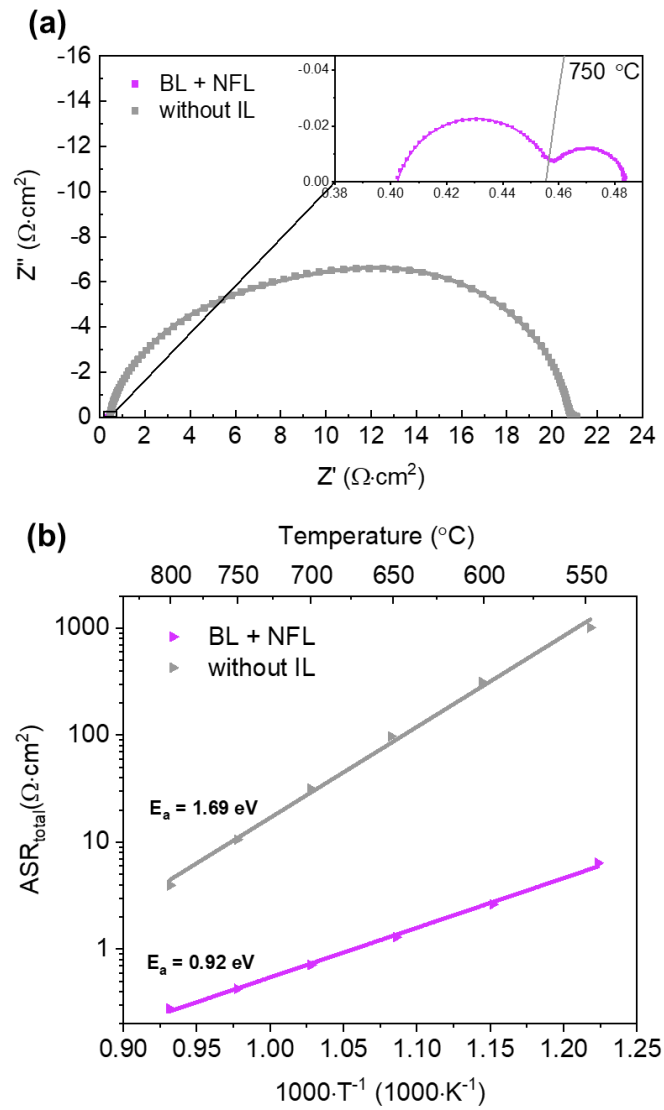 (a)
-16
-14
-12
-10
-8
-6
-4
-2
0
Z'' (Ω·cm²)
BL + NFL
without IL
-0.04
-0.02
0.00
750 °C
0.38 0.40 0.42 0.44 0.46 0.48
0 2 4 6 8 10 12 14 16 18 20 22 24
Z' (Ω·cm²)
(b)
Temperature (°C)
800 750 700 650 600 550
BL + NFL
without IL
1000
100
10
1
ASR_total(Ω·cm²)
E_a = 1.69 eV
E_a = 0.92 eV
0.90 0.95 1.00 1.05 1.10 1.15 1.20 1.25
1000·T⁻¹ (1000·K⁻¹)